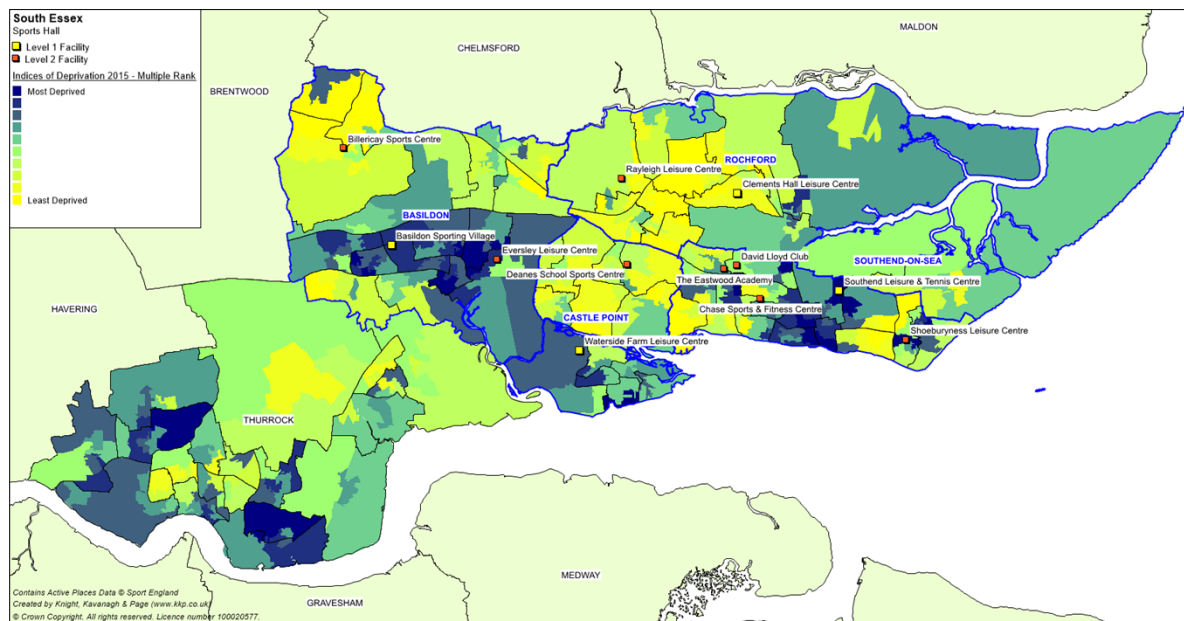 South Essex
Sports Hall
Level 1 Facility
Level 2 Facility
Indices of Deprivation 2015 - Multiple Rank
Most Deprived
Least Deprived
MALDON
CHELMSFORD
BRENTWOOD
Billericay Sports Centre
ROCHFORD
Rayleigh Leisure Centre
Clements Hall Leisure Centre
BASILDON
Basildon Sporting Village
Eversley Leisure Centre
David Lloyd Club
SOUTHEND-ON-SEA
Deanes School Sports Centre
The Eastwood Academy
Southend Leisure & Tennis Centre
HAVERING
Chase Sports & Fitness Centre
CASTLE POINT
Shoeburyness Leisure Centre
Waterside Farm Leisure Centre
THURROCK
MEDWAY
GRAVESHAM
Contains Active Places Data © Sport England
Created by Knight, Kavanagh & Page (www.kkp.co.uk)
© Crown Copyright. All rights reserved. Licence number 100020577.